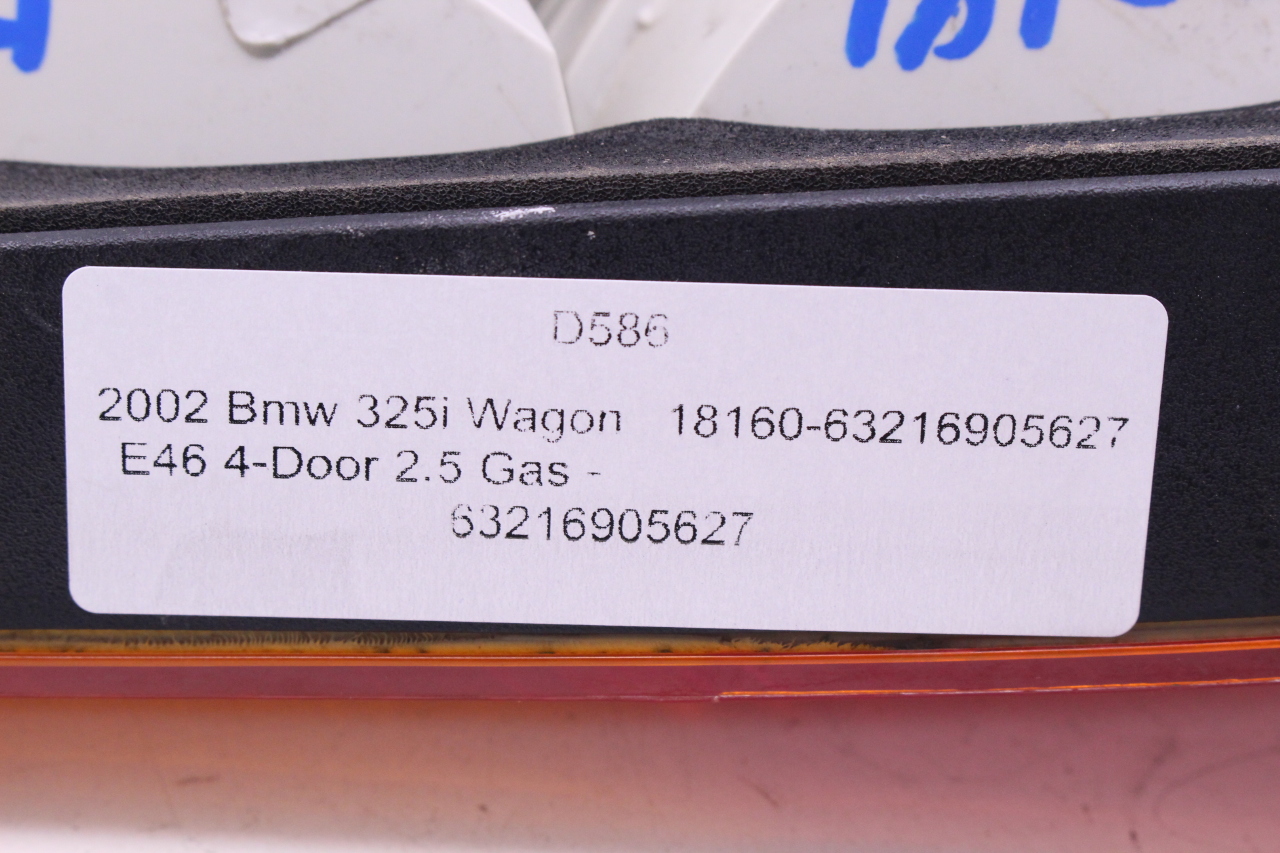 D586
2002 Bmw 325i Wagon 18160-63216905627
E46 4-Door 2.5 Gas -
63216905627